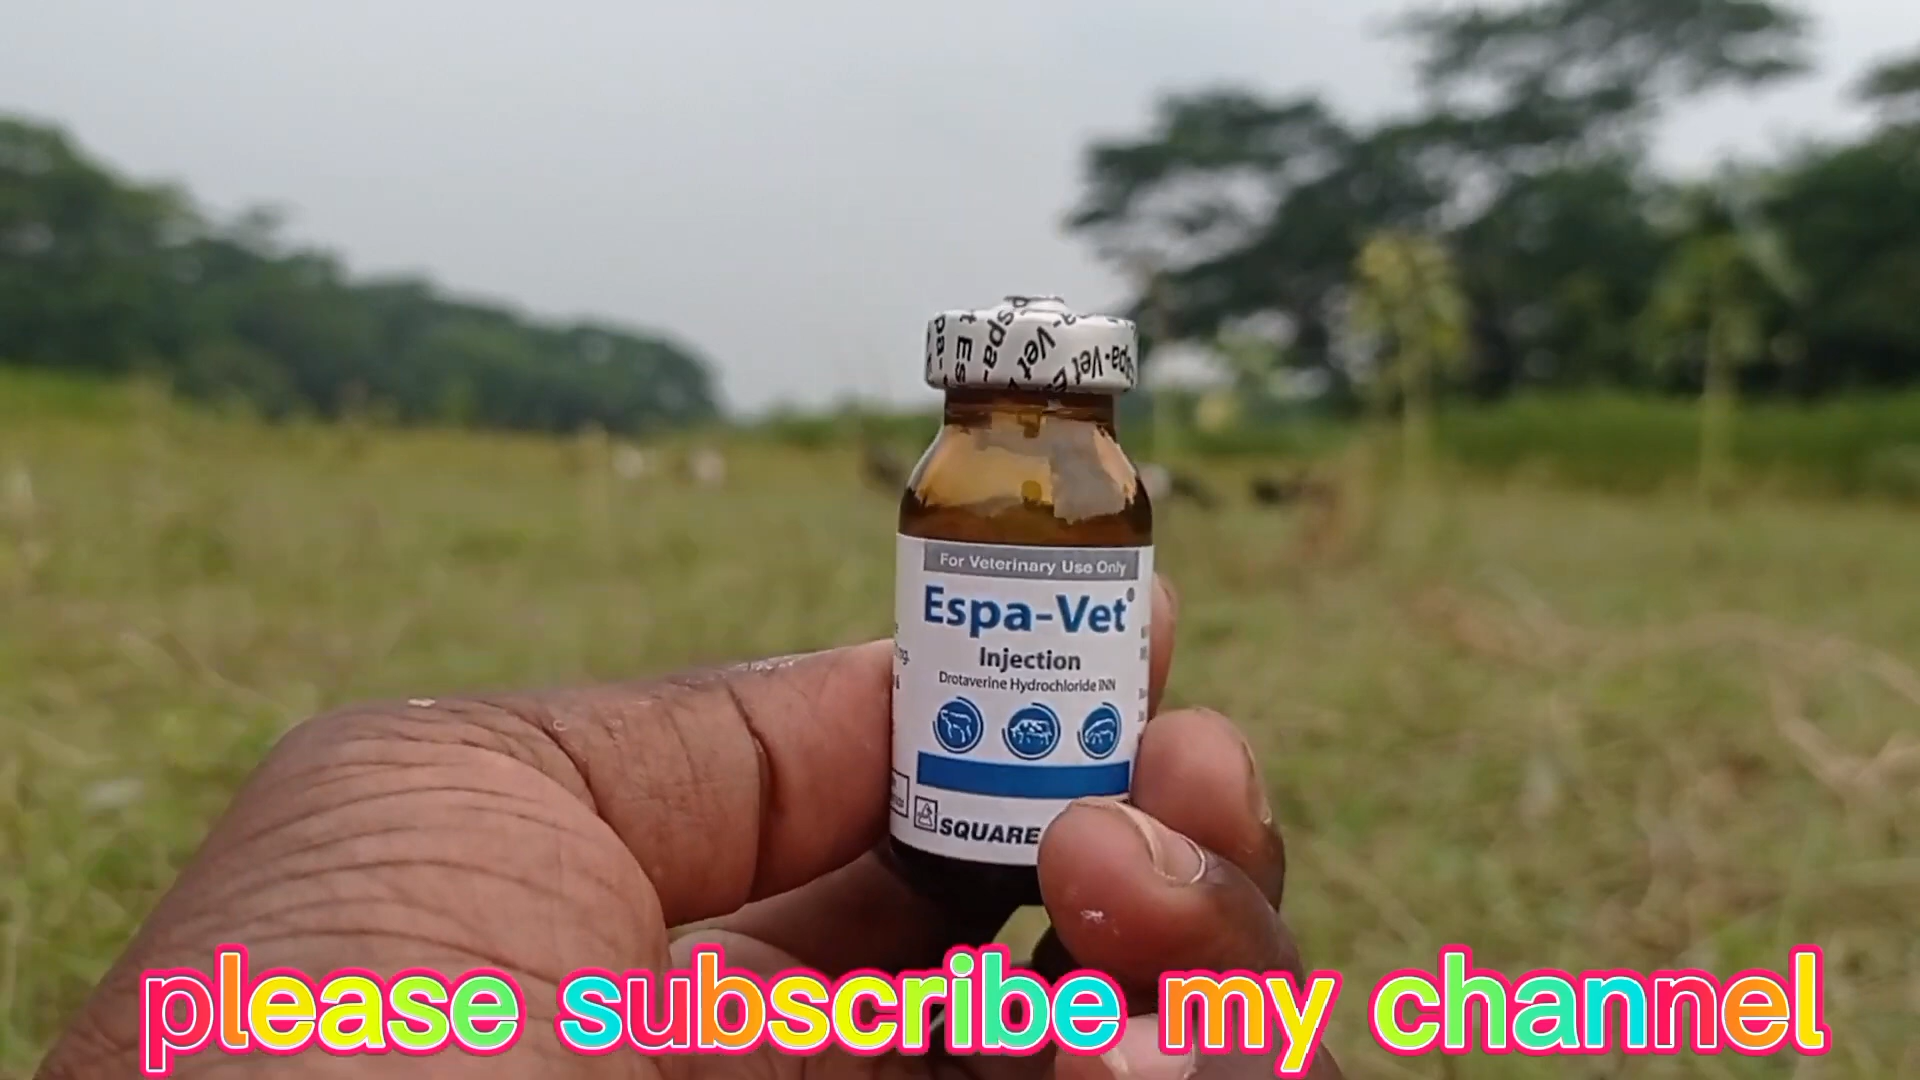 Espa-Vet
For Veterinary Use Only
Espa-Vet®
Injection
Drotaverine Hydrochloride INN
SQUARE
please subscribe my channel